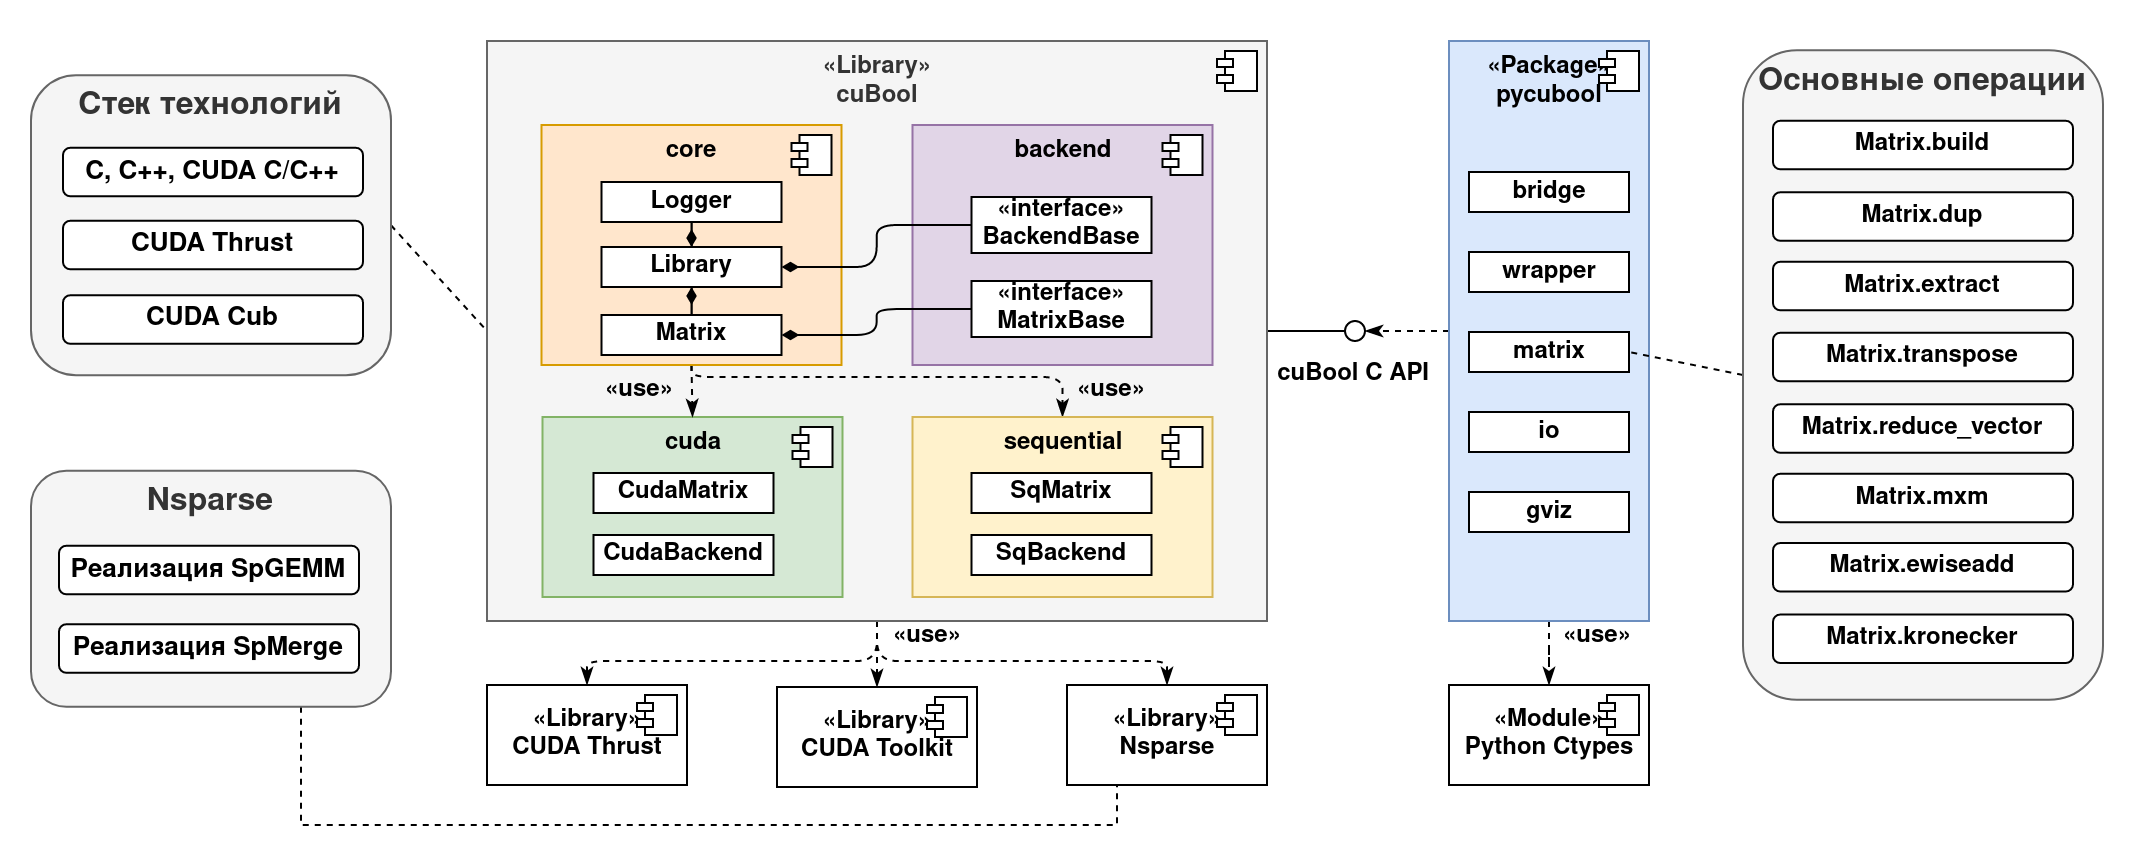 Стек технологий
C, C++, CUDA C/C++
CUDA Thrust
CUDA Cub
Nsparse
Реализация SpGEMM
Реализация SpMerge
«Library»
cuBool
core
Logger
Library
Matrix
backend
«interface»
BackendBase
«interface»
MatrixBase
«use»
«use»
cuda
CudaMatrix
CudaBackend
sequential
SqMatrix
SqBackend
«use»
«Library»
CUDA Thrust
«Library»
CUDA Toolkit
«Library»
Nsparse
cuBool C API
«Package»
pycubool
bridge
wrapper
matrix
io
gviz
«use»
«Module»
Python Ctypes
Основные операции
Matrix.build
Matrix.dup
Matrix.extract
Matrix.transpose
Matrix.reduce_vector
Matrix.mxm
Matrix.ewiseadd
Matrix.kronecker